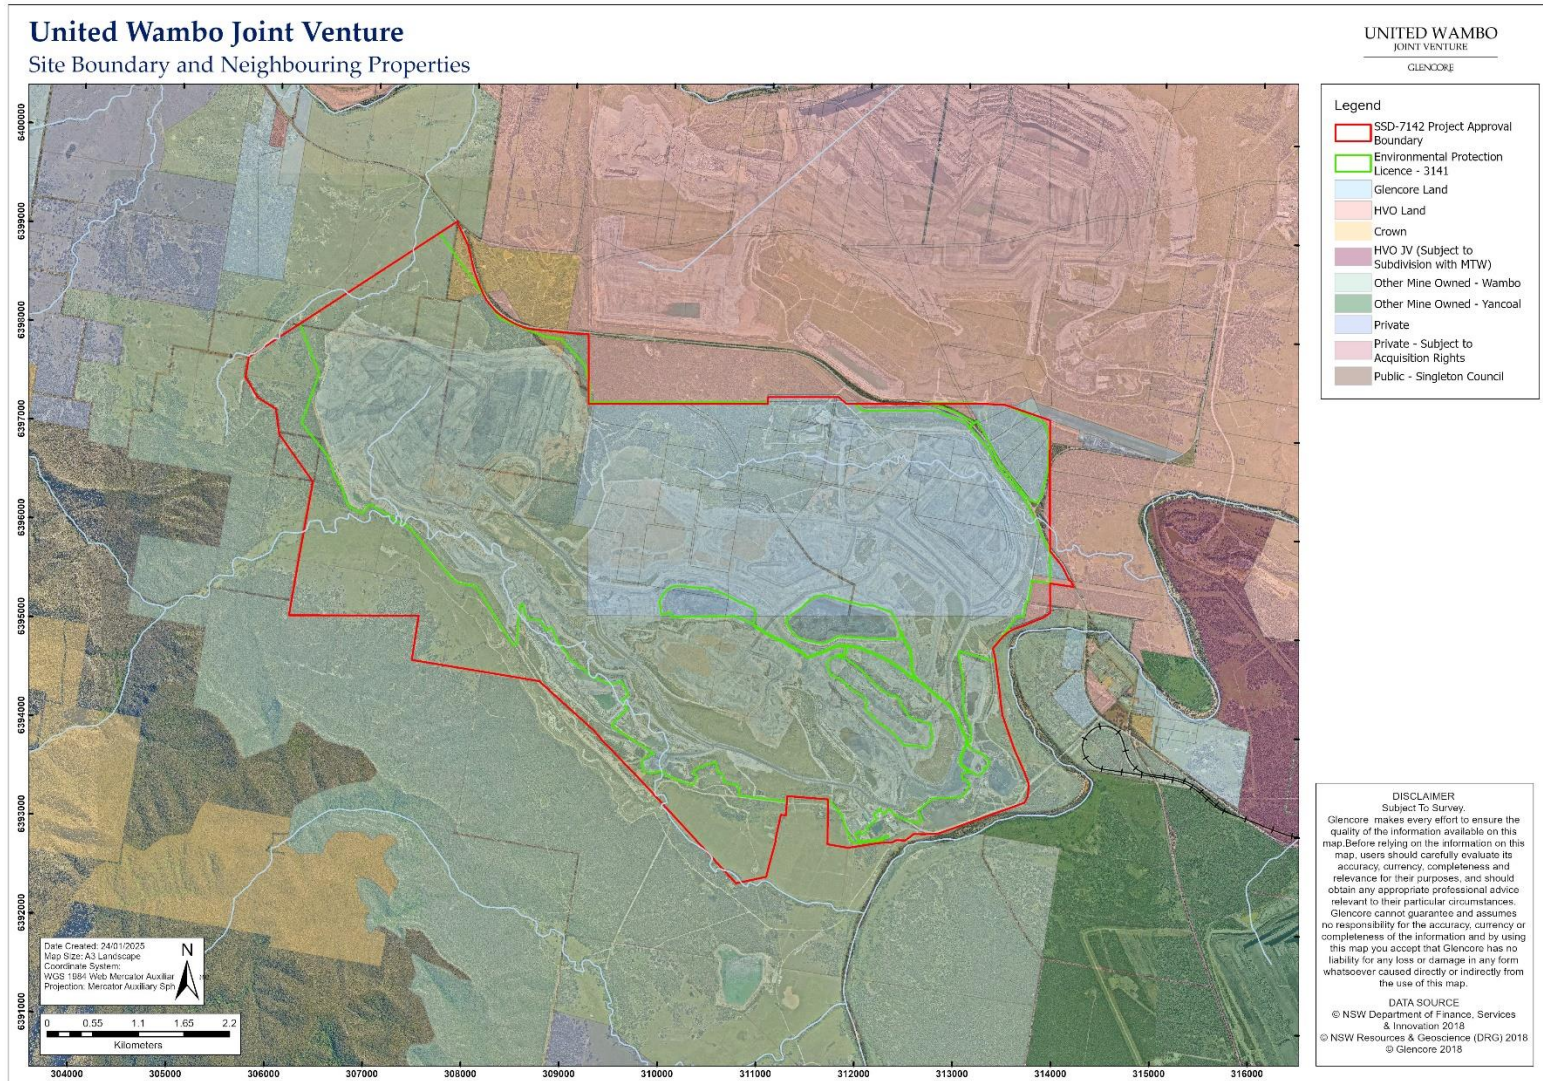 United Wambo Joint Venture
Site Boundary and Neighbouring Properties
UNITED WAMBO
JOINT VENTURE
GLENCORE
Legend
SSD-7142 Project Approval
Boundary
Environmental Protection
Licence - 3141
Glencore Land
HVO Land
Crown
HVO JV (Subject to
Subdivision with MTW)
Other Mine Owned - Wambo
Other Mine Owned - Yancoal
Private
Private - Subject to
Acquisition Rights
Public - Singleton Council
6400000
6399000
6398000
6397000
6396000
6395000
6394000
6393000
6392000
6391000
Date Created: 24/01/2025
Map Size: A3 Landscape
Coordinate System:
WGS 1984 Web Mercator Auxiliar
Projection: Mercator Auxiliary Sph
N
0 0.55 1.1 1.65 2.2
Kilometers
304000 305000 306000 307000 308000 309000 310000 311000 312000 313000 314000 315000 316000
DISCLAIMER
Subject To Survey.
Glencore makes every effort to ensure the
quality of the information available on this
map.Before relying on the information on this
map, users should carefully evaluate its
accuracy, currency, completeness and
relevance for their purposes, and should
obtain any appropriate professional advice
relevant to their particular circumstances.
Glencore cannot guarantee and assumes
no responsibility for the accuracy, currency or
completeness of the information and by using
this map you accept that Glencore has no
liability for any loss or damage in any form
whatsoever caused directly or indirectly from
the use of this map.
DATA SOURCE
© NSW Department of Finance, Services
& Innovation 2018
© NSW Resources & Geoscience (DRG) 2018
© Glencore 2018